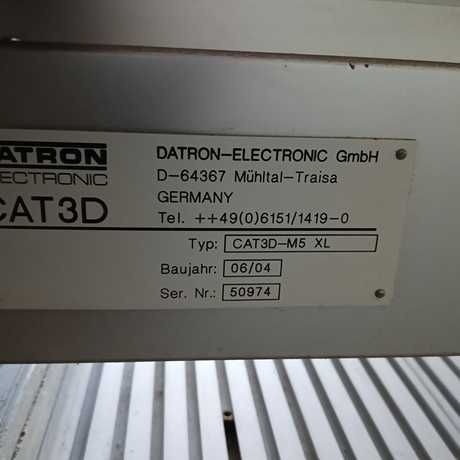 DATRON
ELECTRONIC
CAT3D
DATRON-ELECTRONIC GmbH
D-64367 Mühltal-Traisa
GERMANY
Tel. ++49(0)6151/1419-0
Typ: CAT3D-M5 XL
Baujahr: 06/04
Ser. Nr.: 50974